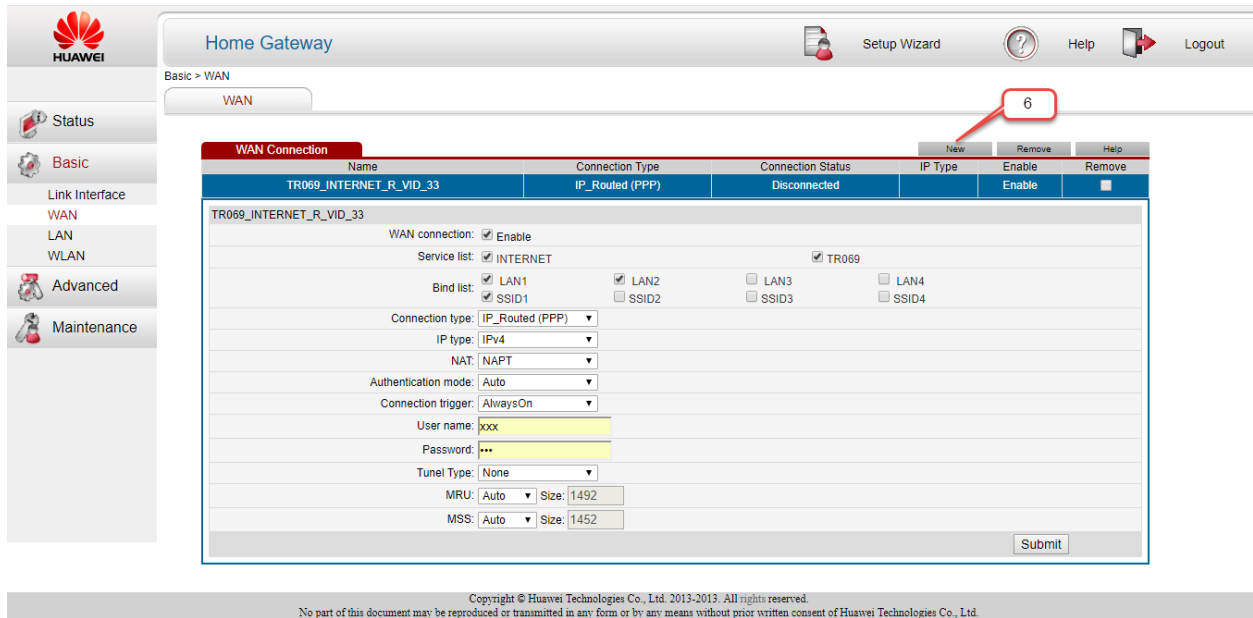 HUAWEI
Home Gateway
Setup Wizard
Help
Logout
Basic > WAN
WAN
6
Status
Basic
Link Interface
WAN
LAN
WLAN
Advanced
Maintenance
WAN Connection New Remove Help
Name Connection Type Connection Status IP Type Enable Remove
TR069_INTERNET_R_VID_33 IP_Routed (PPP) Disconnected Enable
TR069_INTERNET_R_VID_33
WAN connection: Enable
Service list: INTERNET TR069
Bind list: LAN1 LAN2 LAN3 LAN4
SSID1 SSID2 SSID3 SSID4
Connection type: IP_Routed (PPP)
IP type: IPv4
NAT: NAPT
Authentication mode: Auto
Connection trigger: AlwaysOn
User name: xxx
Password: •••
Tunel Type: None
MRU: Auto Size: 1492
MSS: Auto Size: 1452
Submit
Copyright © Huawei Technologies Co., Ltd. 2013-2013. All rights reserved.
No part of this document may be reproduced or transmitted in any form or by any means without prior written consent of Huawei Technologies Co., Ltd.